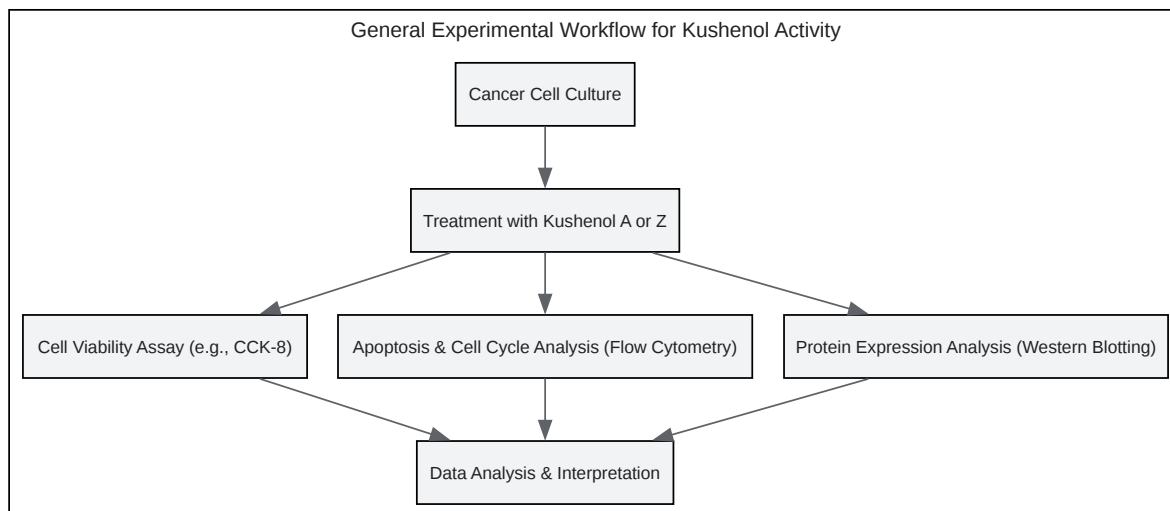 General Experimental Workflow for Kushenol Activity
Cancer Cell Culture
Treatment with Kushenol A or Z
Cell Viability Assay (e.g., CCK-8)
Apoptosis & Cell Cycle Analysis (Flow Cytometry)
Protein Expression Analysis (Western Blotting)
Data Analysis & Interpretation